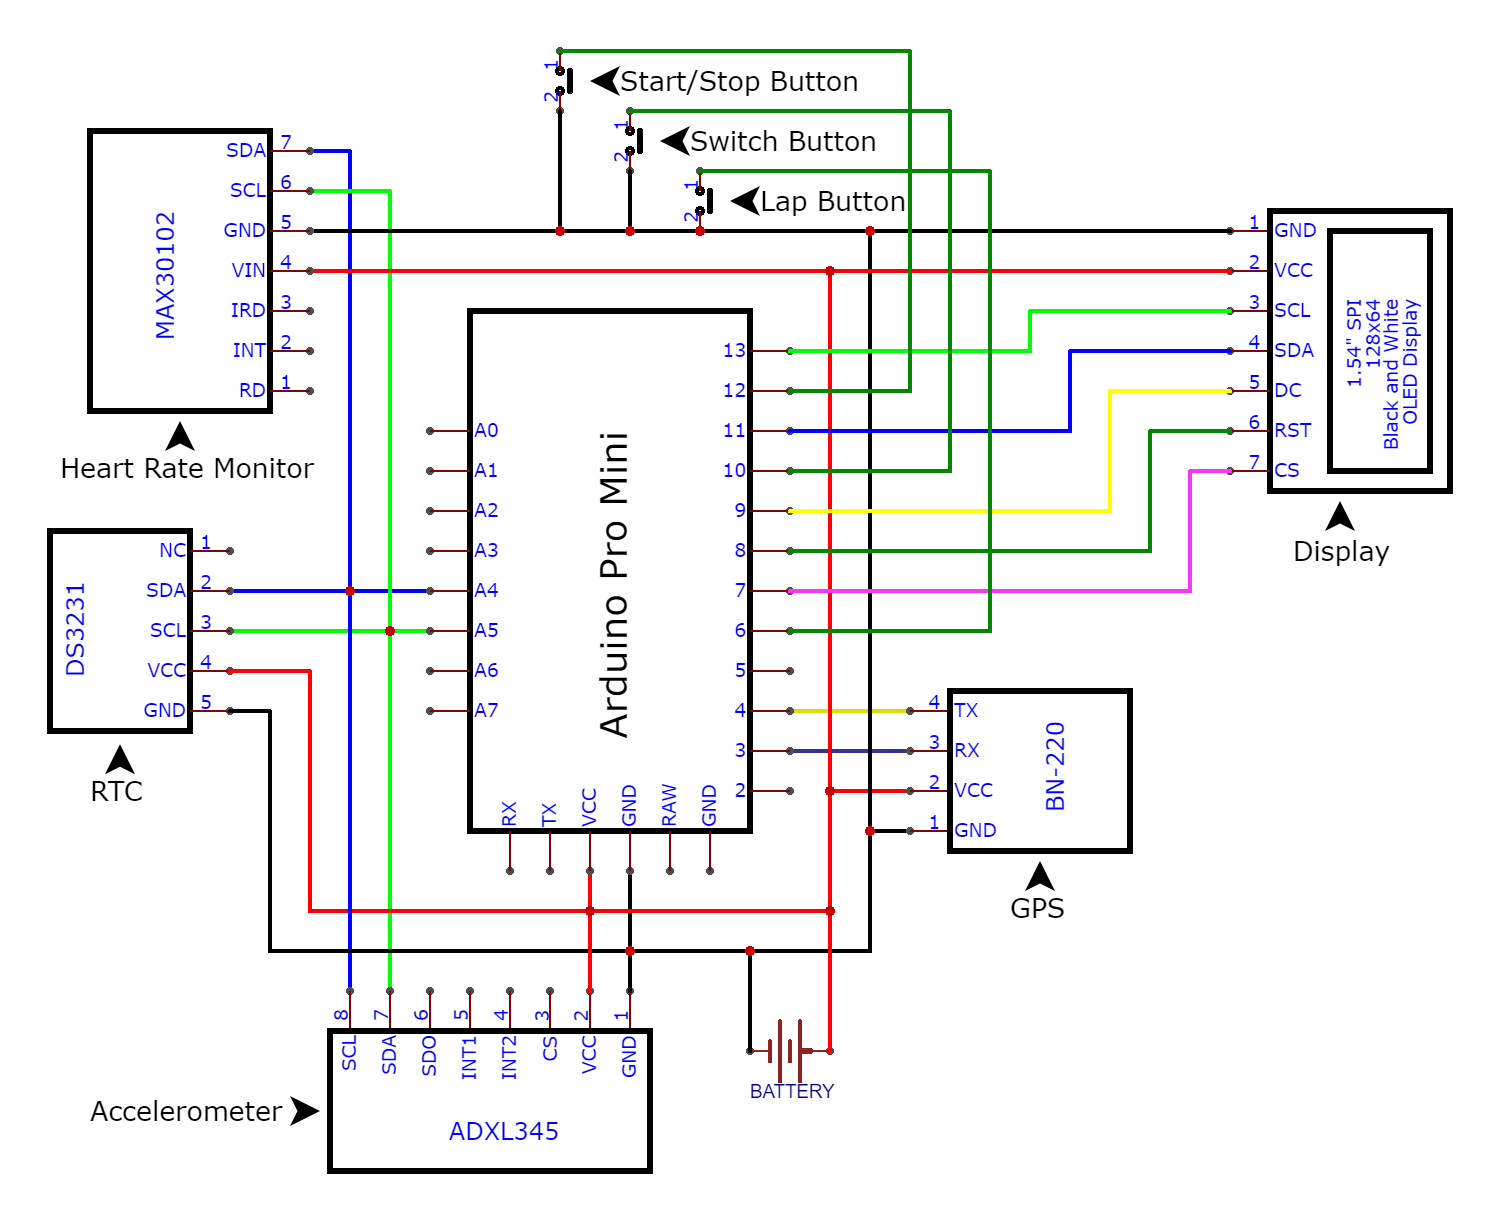 1
2
Start/Stop Button
1
2
Switch Button
1
2
Lap Button
SDA 7
SCL 6
GND 5
VIN 4
IRD 3
INT 2
RD 1
MAX30102
Heart Rate Monitor
1 GND
2 VCC
3 SCL
4 SDA
5 DC
6 RST
7 CS
1.54" SPI
128x64
Black and White
OLED Display
Display
NC 1
SDA 2
SCL 3
VCC 4
GND 5
DS3231
RTC
A0
A1
A2
A3
A4
A5
A6
A7
Arduino Pro Mini
13
12
11
10
9
8
7
6
5
4
3
2
RX
TX
VCC
GND
RAW
GND
4 TX
3 RX
2 VCC
1 GND
BN-220
GPS
8 7 6 5 4 3 2 1
SCL SDA SDO INT1 INT2 CS VCC GND
ADXL345
Accelerometer
BATTERY